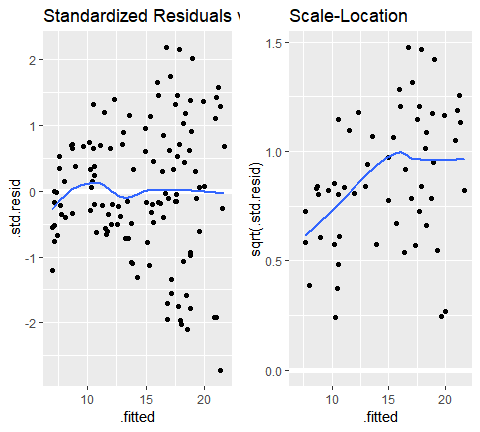 Standardized Residuals v
Scale-Location
2
1
0
-1
-2
.std.resid
10
15
20
.fitted
1.5
1.0
0.5
0.0
sqrt(.std.resid)
10
15
20
.fitted